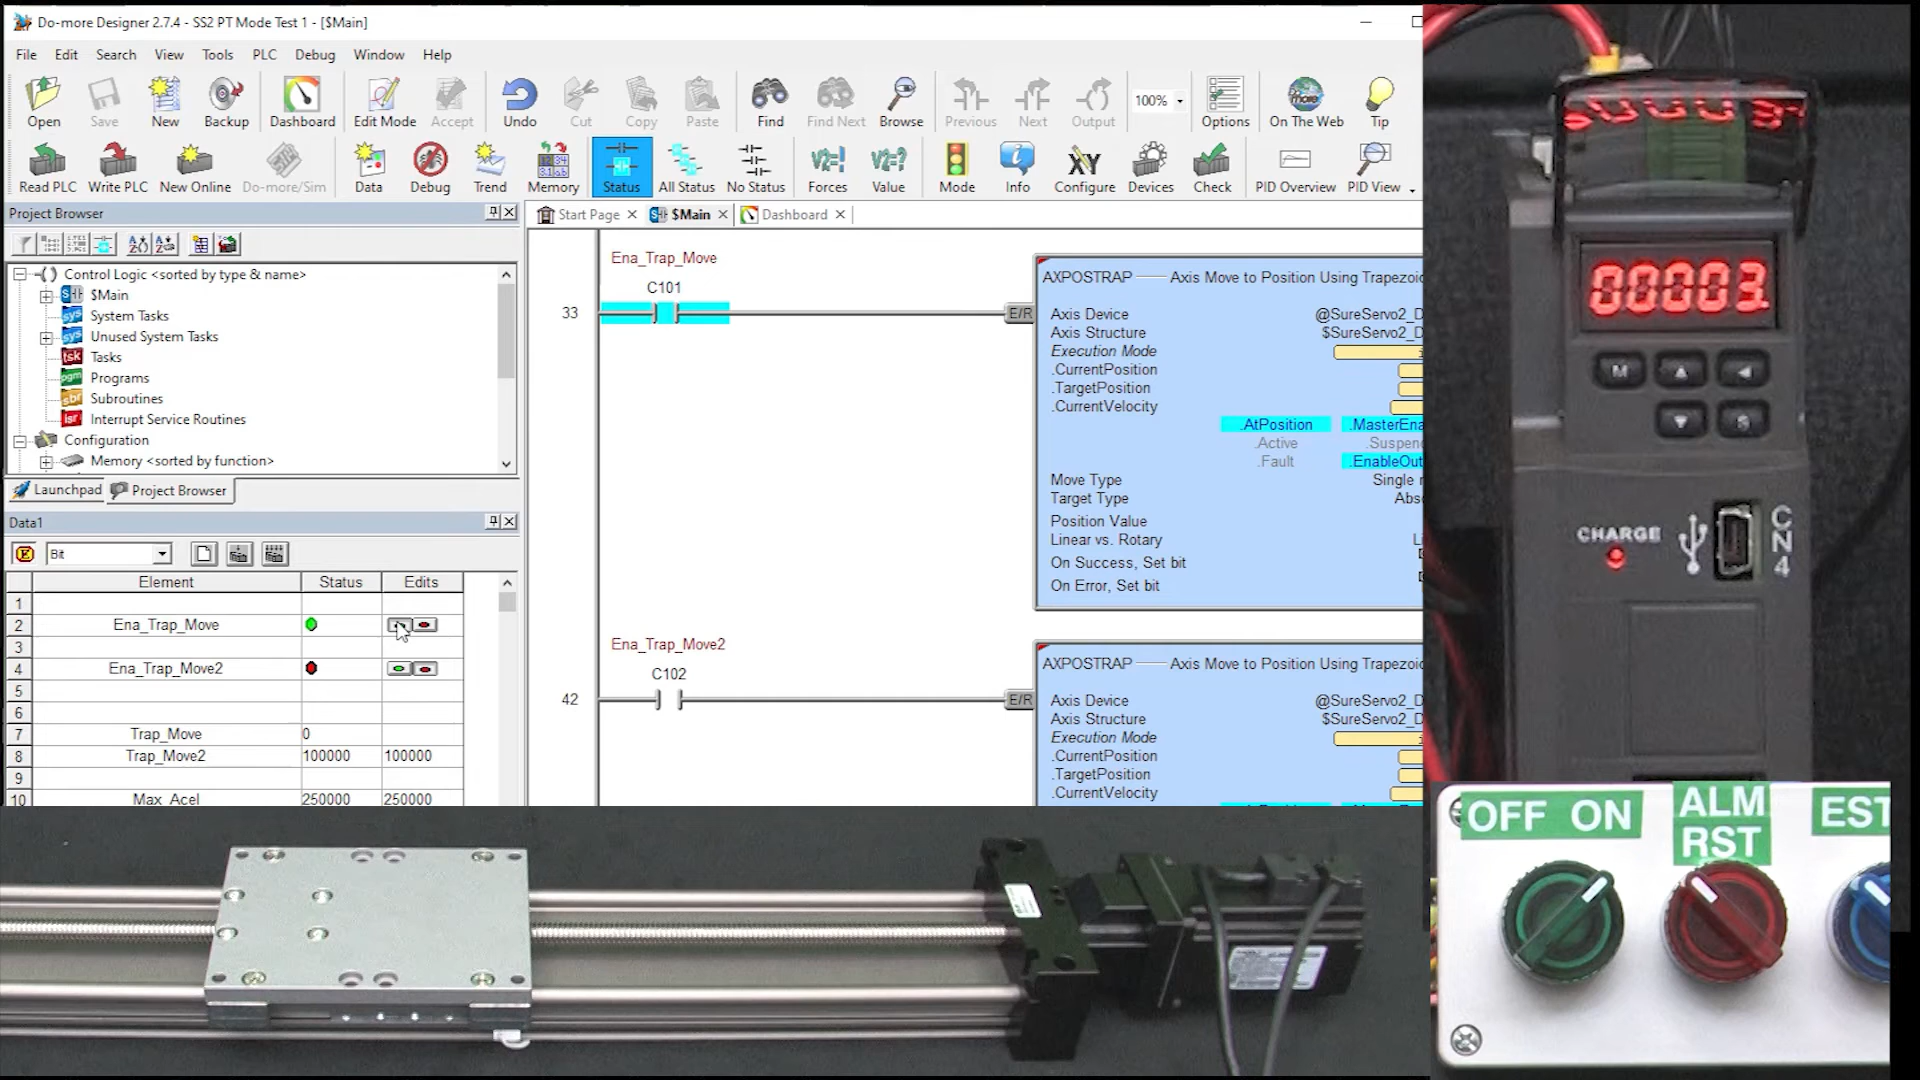 Do-more Designer 2.7.4 - SS2 PT Mode Test 1 - [$Main]
File Edit Search View Tools PLC Debug Window Help
Open Save New Backup Dashboard Edit Mode Accept Undo Cut Copy Paste Find Find Next Browse Previous Next Output 100% Options On The Web Tip
Read PLC Write PLC New Online Do-more/Sim Data Debug Trend Memory Status All Status No Status Forces Value Mode Info Configure Devices Check PID Overview PID View
Project Browser
Start Page $Main Dashboard
Control Logic <sorted by type & name>
$Main
System Tasks
Unused System Tasks
Tasks
Programs
Subroutines
Interrupt Service Routines
Configuration
Memory <sorted by function>
Launchpad Project Browser
Data1
Bit
Element Status Edits
1
2 Ena_Trap_Move
3
4 Ena_Trap_Move2
5
6
7 Trap_Move 0
8 Trap_Move2 100000 100000
9
10 Max_Acel 250000 250000
Ena_Trap_Move
C101
33
E/R
AXPOSTRAP Axis Move to Position Using Trapezoi
Axis Device @SureServo2_D
Axis Structure $SureServo2_D
Execution Mode
.CurrentPosition
.TargetPosition
.CurrentVelocity
.AtPosition .MasterEna
.Active .Suspen
.Fault .EnableOut
Move Type Single
Target Type Abs
Position Value
Linear vs. Rotary Li
On Success, Set bit
On Error, Set bit
Ena_Trap_Move2
C102
42
E/R
AXPOSTRAP Axis Move to Position Using Trapezoi
Axis Device @SureServo2_D
Axis Structure $SureServo2_D
Execution Mode
.CurrentPosition
.TargetPosition
.CurrentVelocity
00003
M
S
CHARGE
CN4
OFF ON
ALM
RST
EST